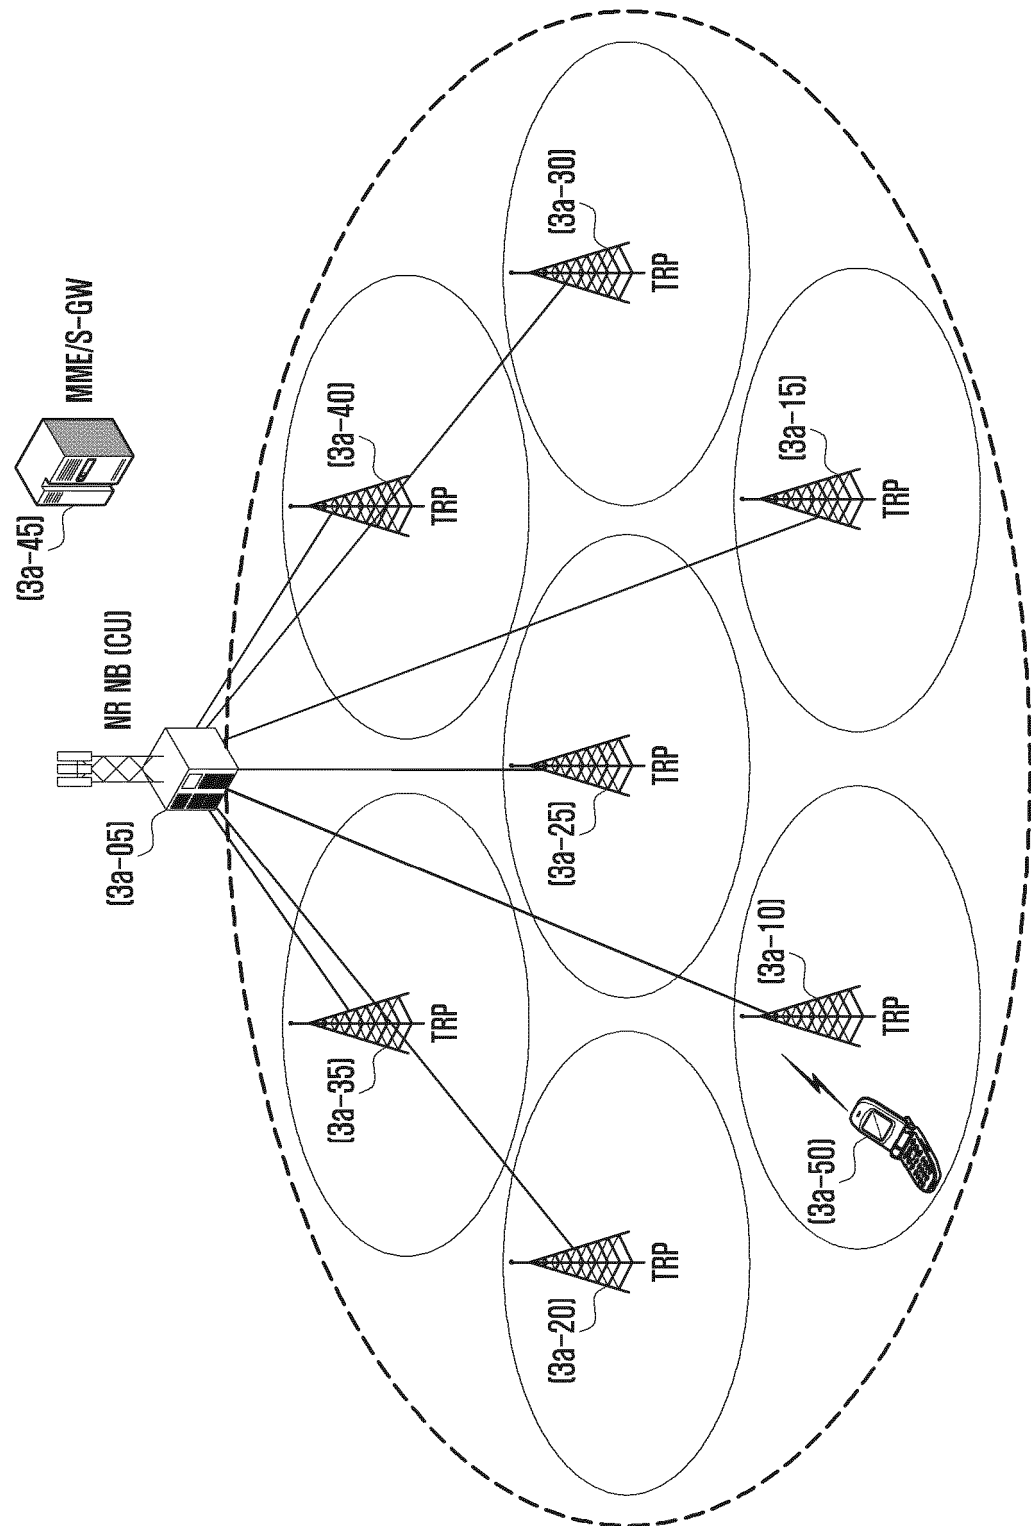 (3a-45)
MME/S-GW
(3a-05)
NR NB (CU)
(3a-35)
(3a-40)
TRP
TRP
(3a-20)
(3a-25)
(3a-30)
TRP
TRP
TRP
(3a-50)
(3a-10)
(3a-15)
TRP
TRP